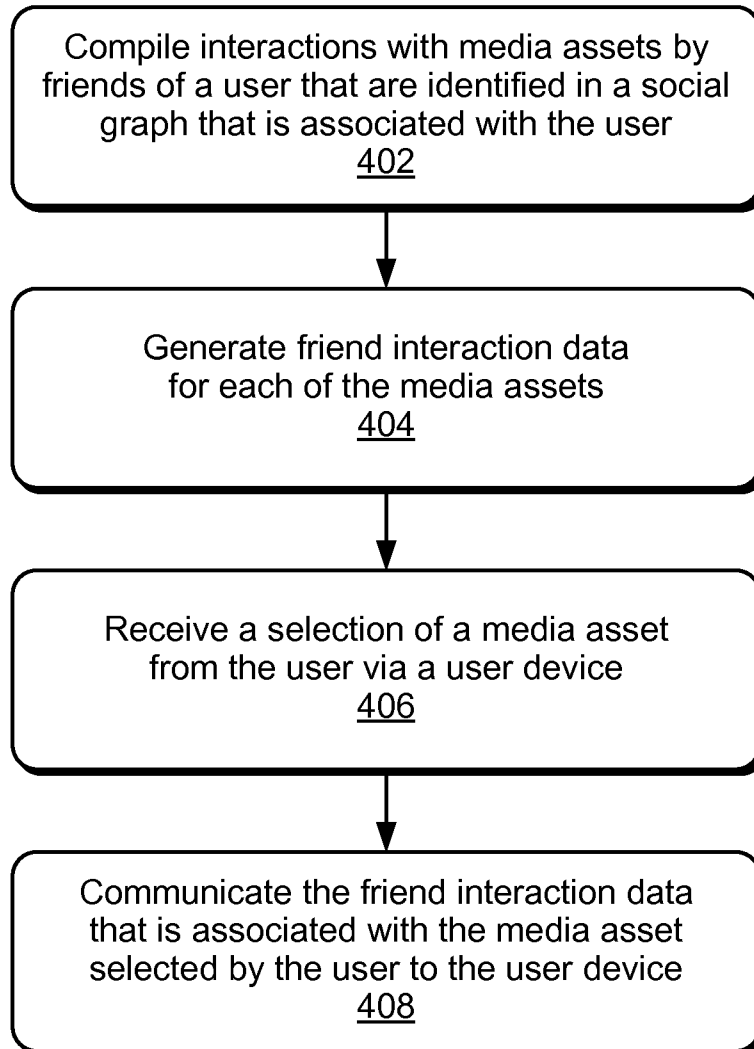 Compile interactions with media assets by
friends of a user that are identified in a social
graph that is associated with the user
402
Generate friend interaction data
for each of the media assets
404
Receive a selection of a media asset
from the user via a user device
406
Communicate the friend interaction data
that is associated with the media asset
selected by the user to the user device
408